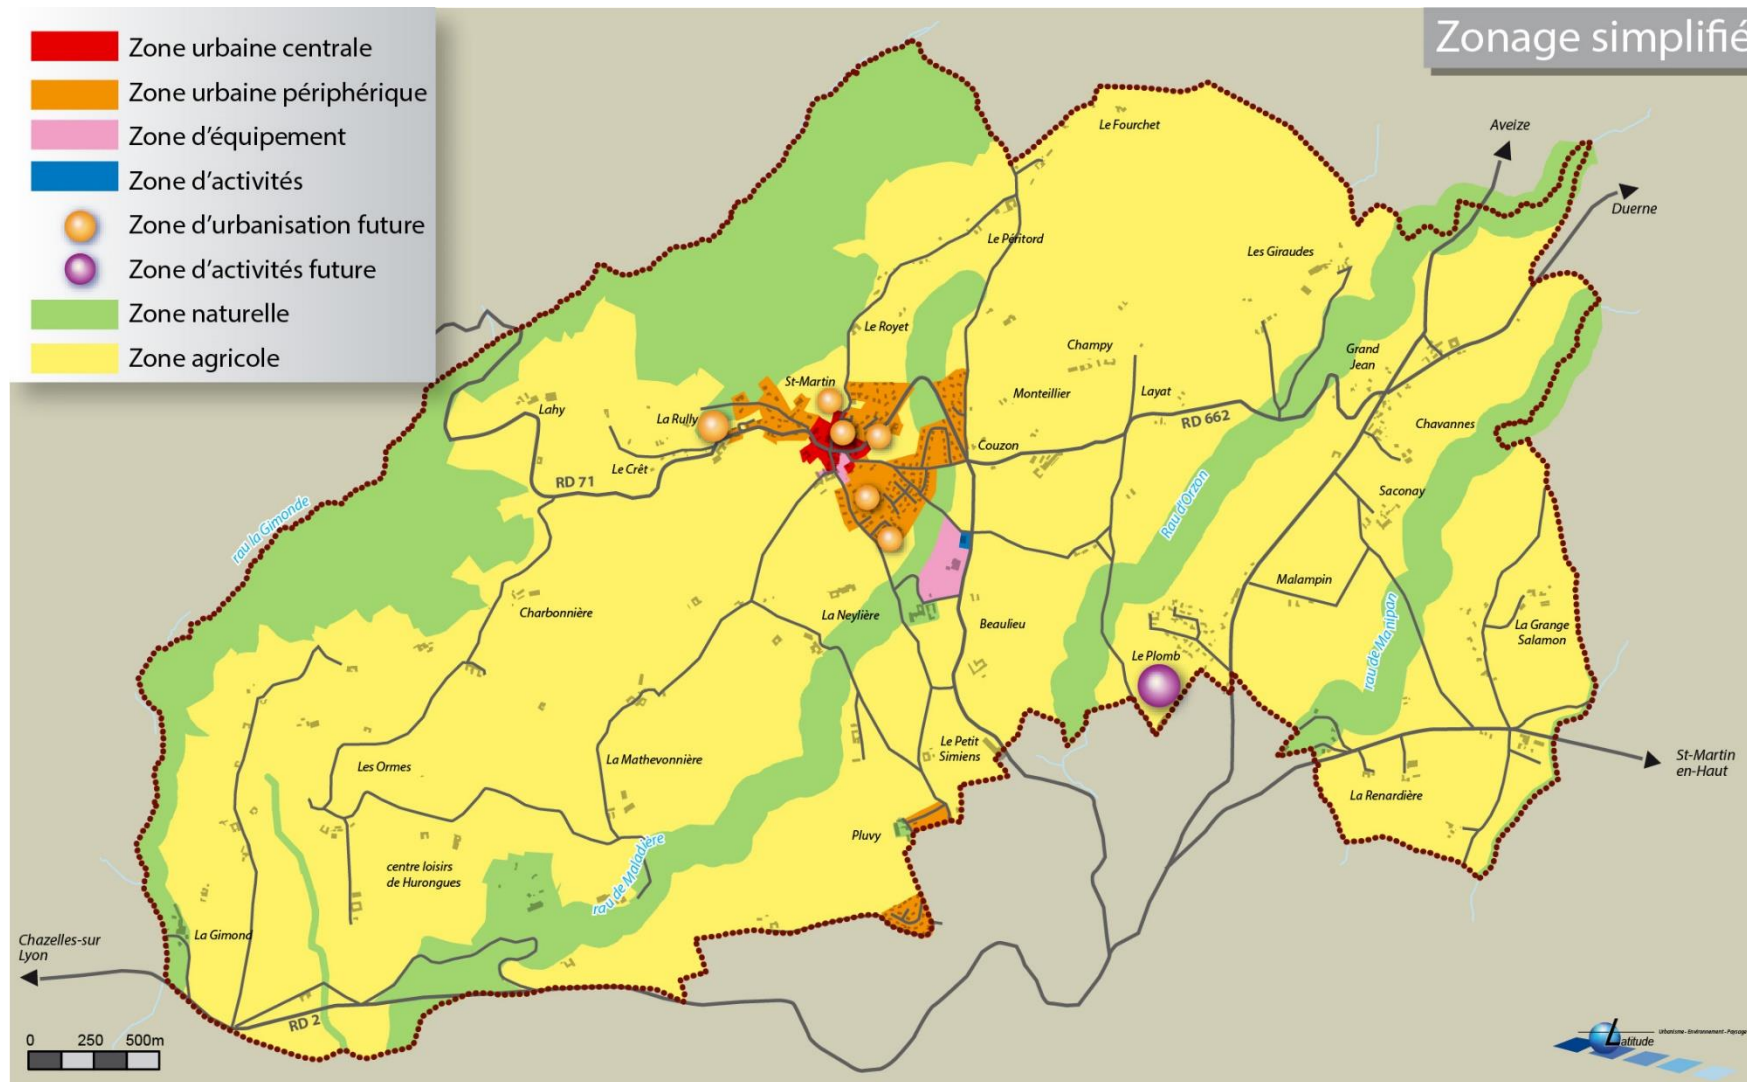 Zonage simplifié
Zone urbaine centrale
Zone urbaine périphérique
Zone d'équipement
Zone d'activités
Zone d'urbanisation future
Zone d'activités future
Zone naturelle
Zone agricole
Le Fourchet
Aveize
Duerne
Le Péritord
Les Giraudes
Le Royet
Champy
Grand
Jean
St-Martin
Lahy
La Rully
Monteillier
Layat
RD 662
Chavannes
Couzon
Le Crêt
RD 71
Saconay
rau la Gimonde
Rau d'Orzon
Malampin
Charbonnière
La Neylière
Beaulieu
rau de Manipan
La Grange
Salamon
Le Plomb
Le Petit
Simiens
La Mathevonnière
Les Ormes
St-Martin
en-Haut
La Renardière
Pluvy
centre loisirs
de Hurongues
rau de Maladière
La Gimond
Chazelles-sur
Lyon
RD 2
0 250 500m
Latitude
Urbanisme - Environnement - Paysage